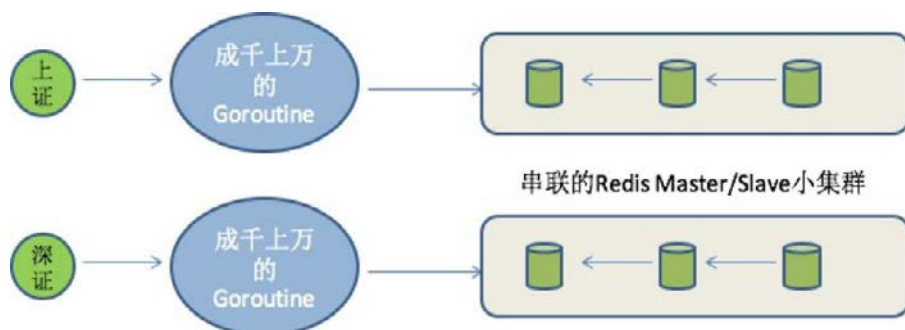 上
证
成千上万
的
Goroutine
串联的Redis Master/Slave小集群
深
证
成千上万
的
Goroutine